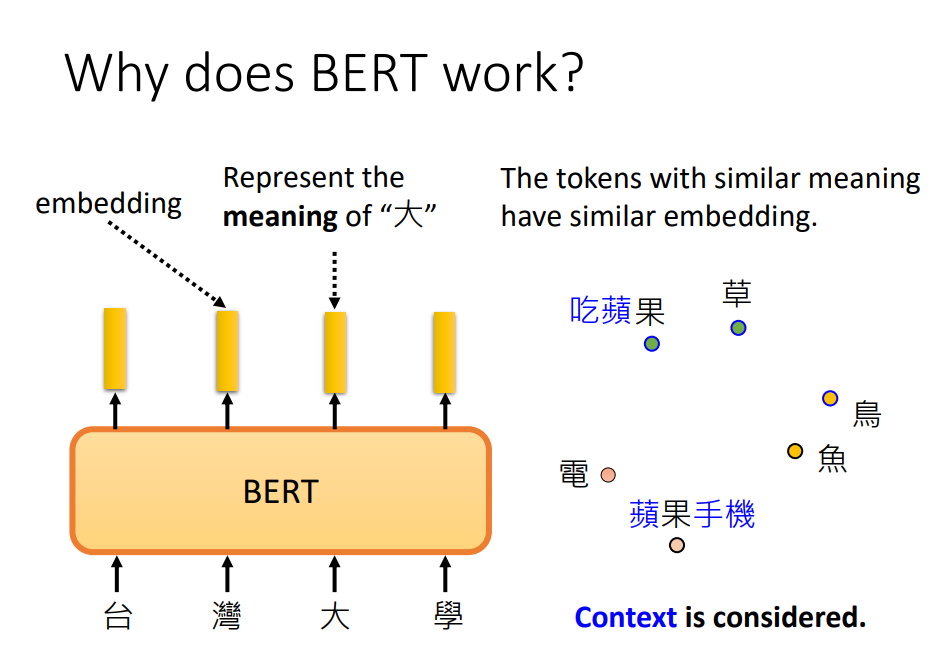 Why does BERT work?
embedding
Represent the
meaning of “大”
The tokens with similar meaning
have similar embedding.
BERT
台 灣 大 學
吃蘋果
草
鳥
魚
電
蘋果手機
Context is considered.